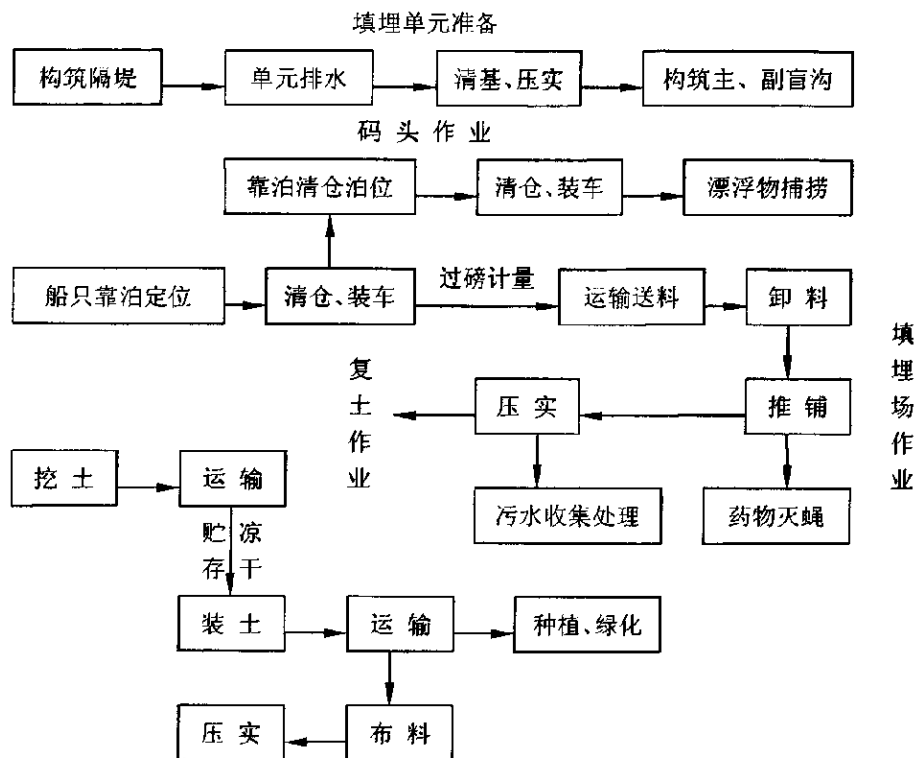 填埋单元准备
构筑隔堤
单元排水
清基、压实
构筑主、副盲沟
码头作业
靠泊清仓泊位
清仓、装车
漂浮物捕捞
船只靠泊定位
清仓、装车
过磅计量
运输送料
卸料
填埋场作业
复土作业
压实
推铺
挖土
运输
污水收集处理
药物灭蝇
贮存
凉干
装土
运输
种植、绿化
压实
布料